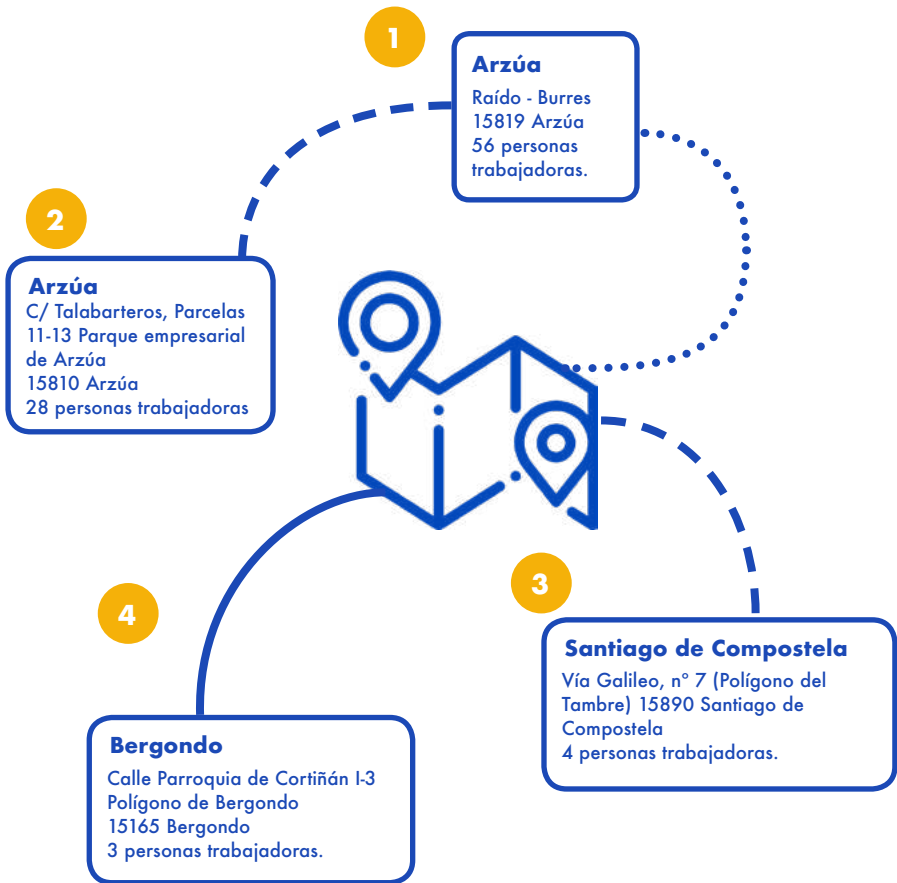 1
Arzúa
Raído - Burres
15819 Arzúa
56 personas
trabajadoras.
2
Arzúa
C/ Talabarteros, Parcelas
11-13 Parque empresarial
de Arzúa
15810 Arzúa
28 personas trabajadoras
3
Santiago de Compostela
Vía Galileo, nº 7 (Polígono del
Tambre) 15890 Santiago de
Compostela
4 personas trabajadoras.
4
Bergondo
Calle Parroquia de Cortiñán I-3
Polígono de Bergondo
15165 Bergondo
3 personas trabajadoras.